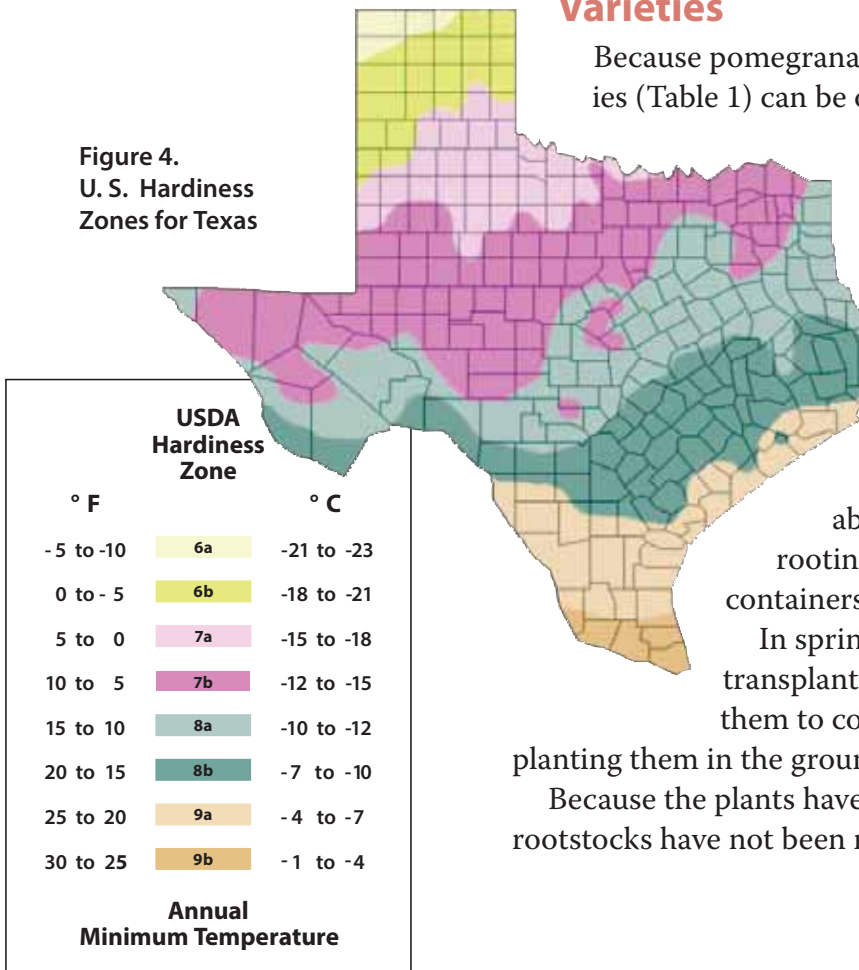 Varieties
Because pomegrana
ies (Table 1) can be
Figure 4.
U. S. Hardiness
Zones for Texas
USDA
Hardiness
Zone
° F ° C
- 5 to -10 6a -21 to -23
0 to - 5 6b -18 to -21
5 to 0 7a -15 to -18
10 to 5 7b -12 to -15
15 to 10 8a -10 to -12
20 to 15 8b - 7 to -10
25 to 20 9a - 4 to -7
30 to 25 9b - 1 to -4
Annual
Minimum Temperature
ab
rootin
containers
In sprin
transplant
them to co
planting them in the groun
Because the plants have
rootstocks have not been